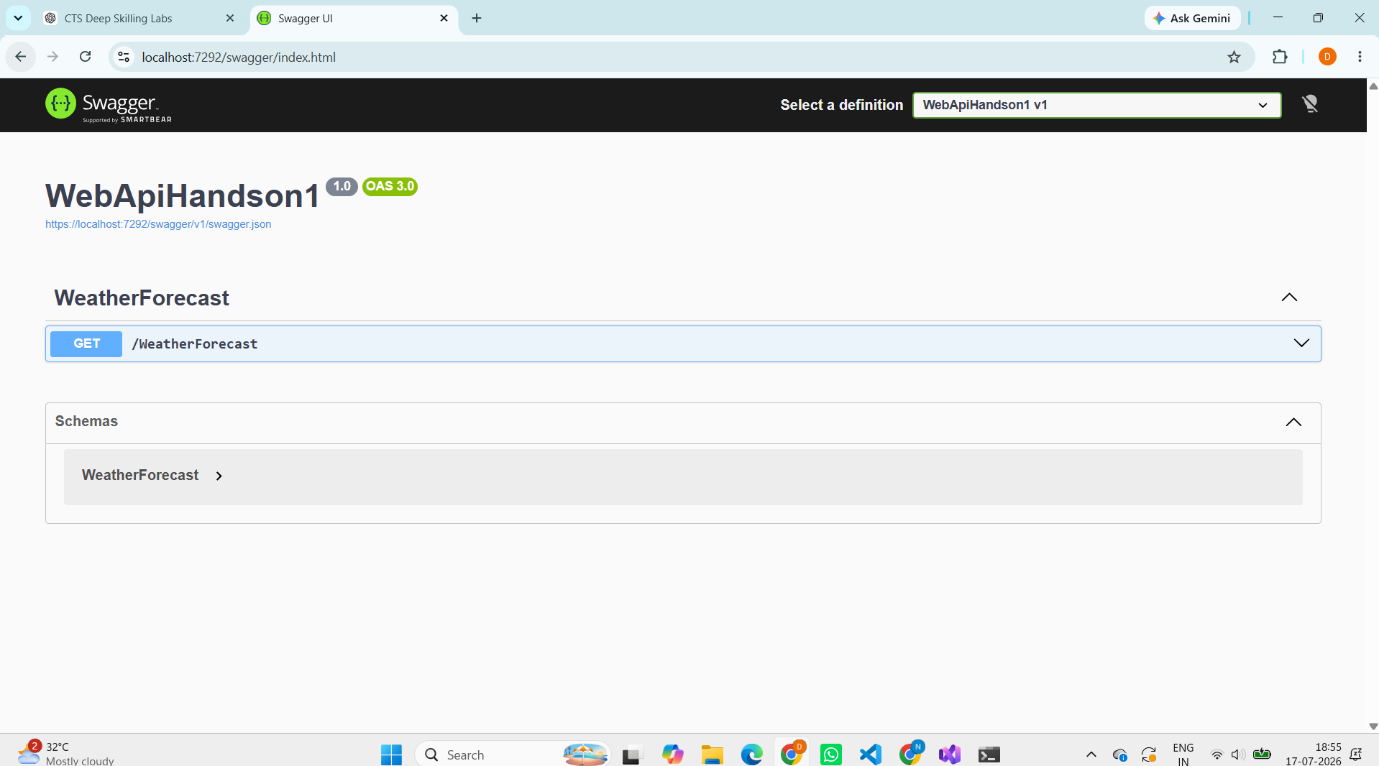 CTS Deep Skilling Labs
Swagger UI
Ask Gemini
localhost:7292/swagger/index.html
D
Swagger
Supported by SMARTBEAR
Select a definition
WebApiHandson1 v1
WebApiHandson1 1.0 OAS 3.0
https://localhost:7292/swagger/v1/swagger.json
WeatherForecast
GET /WeatherForecast
Schemas
WeatherForecast
2
32°C
Mostly cloudy
Search
D
N
ENG
IN
18:55
17-07-2026